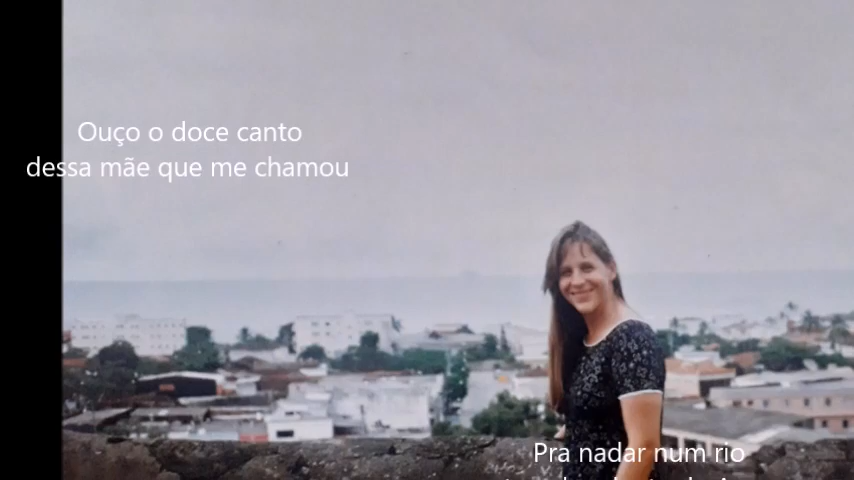 Ouço o doce canto
dessa mãe que me chamou
Pra nadar num rio